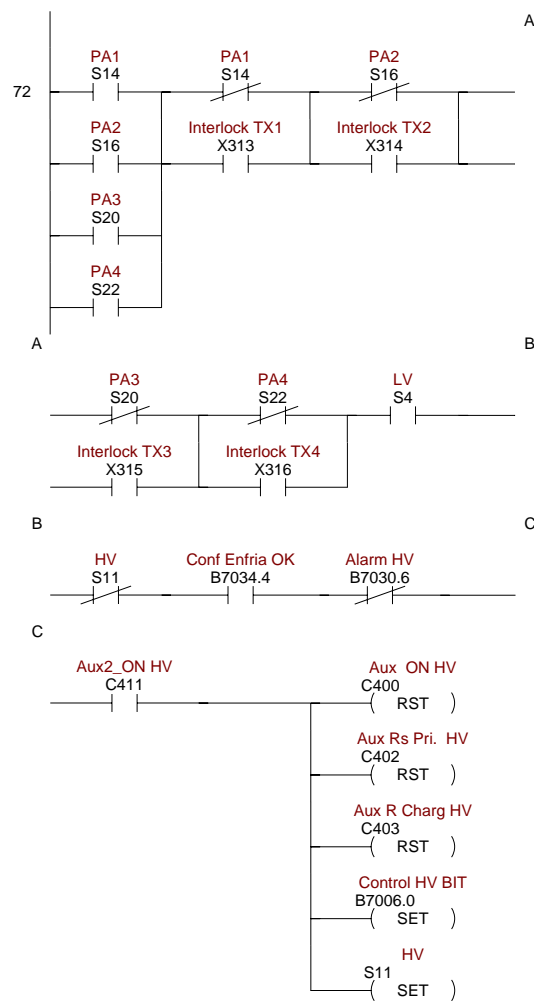 A
PA1 PA1 PA2
S14 S14 S16
72
PA2 Interlock TX1 Interlock TX2
S16 X313 X314
PA3
S20
PA4
S22
A B
PA3 PA4 LV
S20 S22 S4
Interlock TX3 Interlock TX4
X315 X316
B C
HV Conf Enfria OK Alarm HV
S11 B7034.4 B7030.6
C
Aux2_ON HV Aux ON HV
C411 C400
( RST )
Aux Rs Pri. HV
C402
( RST )
Aux R Charg HV
C403
( RST )
Control HV BIT
B7006.0
( SET )
HV
S11
( SET )